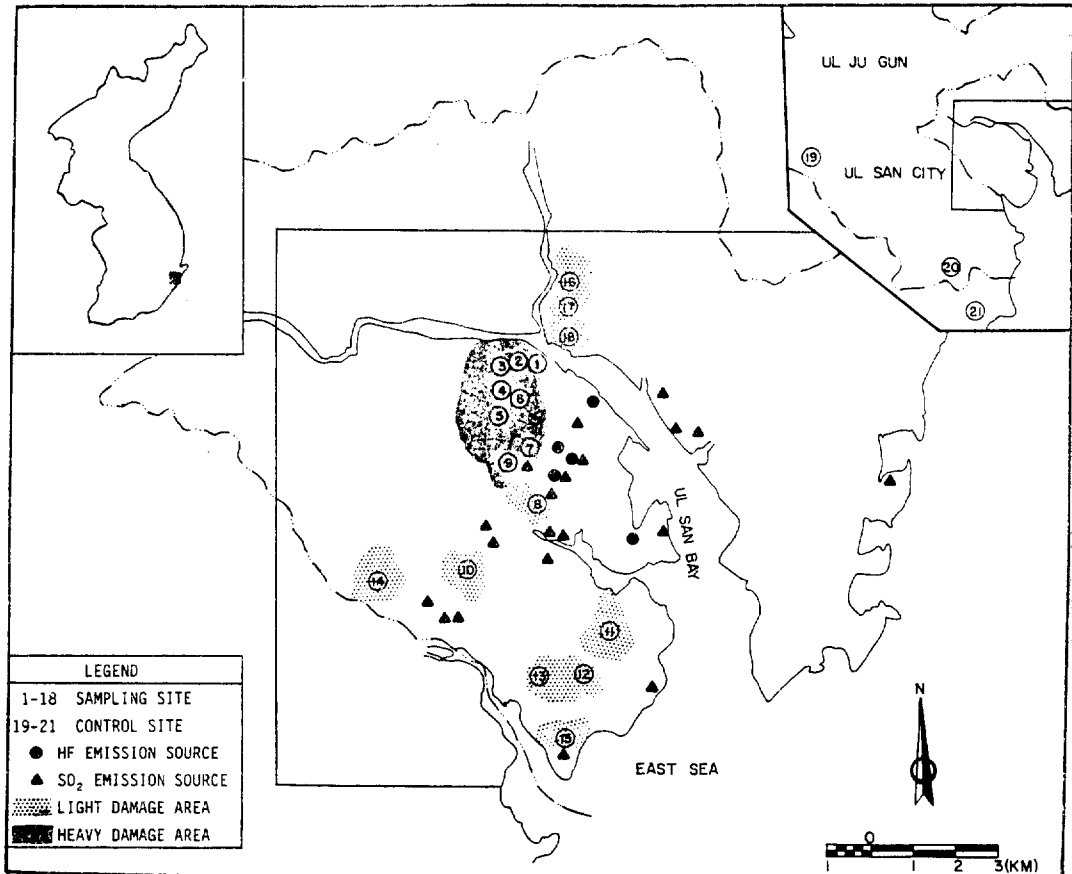 UL JU GUN
19
UL SAN CITY
20
21
16
17
18
3 2 1
4
6
5
7
9
8
UL SAN BAY
14
10
11
13 12
15
EAST SEA
N
LEGEND
1-18 SAMPLING SITE
19-21 CONTROL SITE
HF EMISSION SOURCE
SO₂ EMISSION SOURCE
LIGHT DAMAGE AREA
HEAVY DAMAGE AREA
0
1 1 2 3(KM)